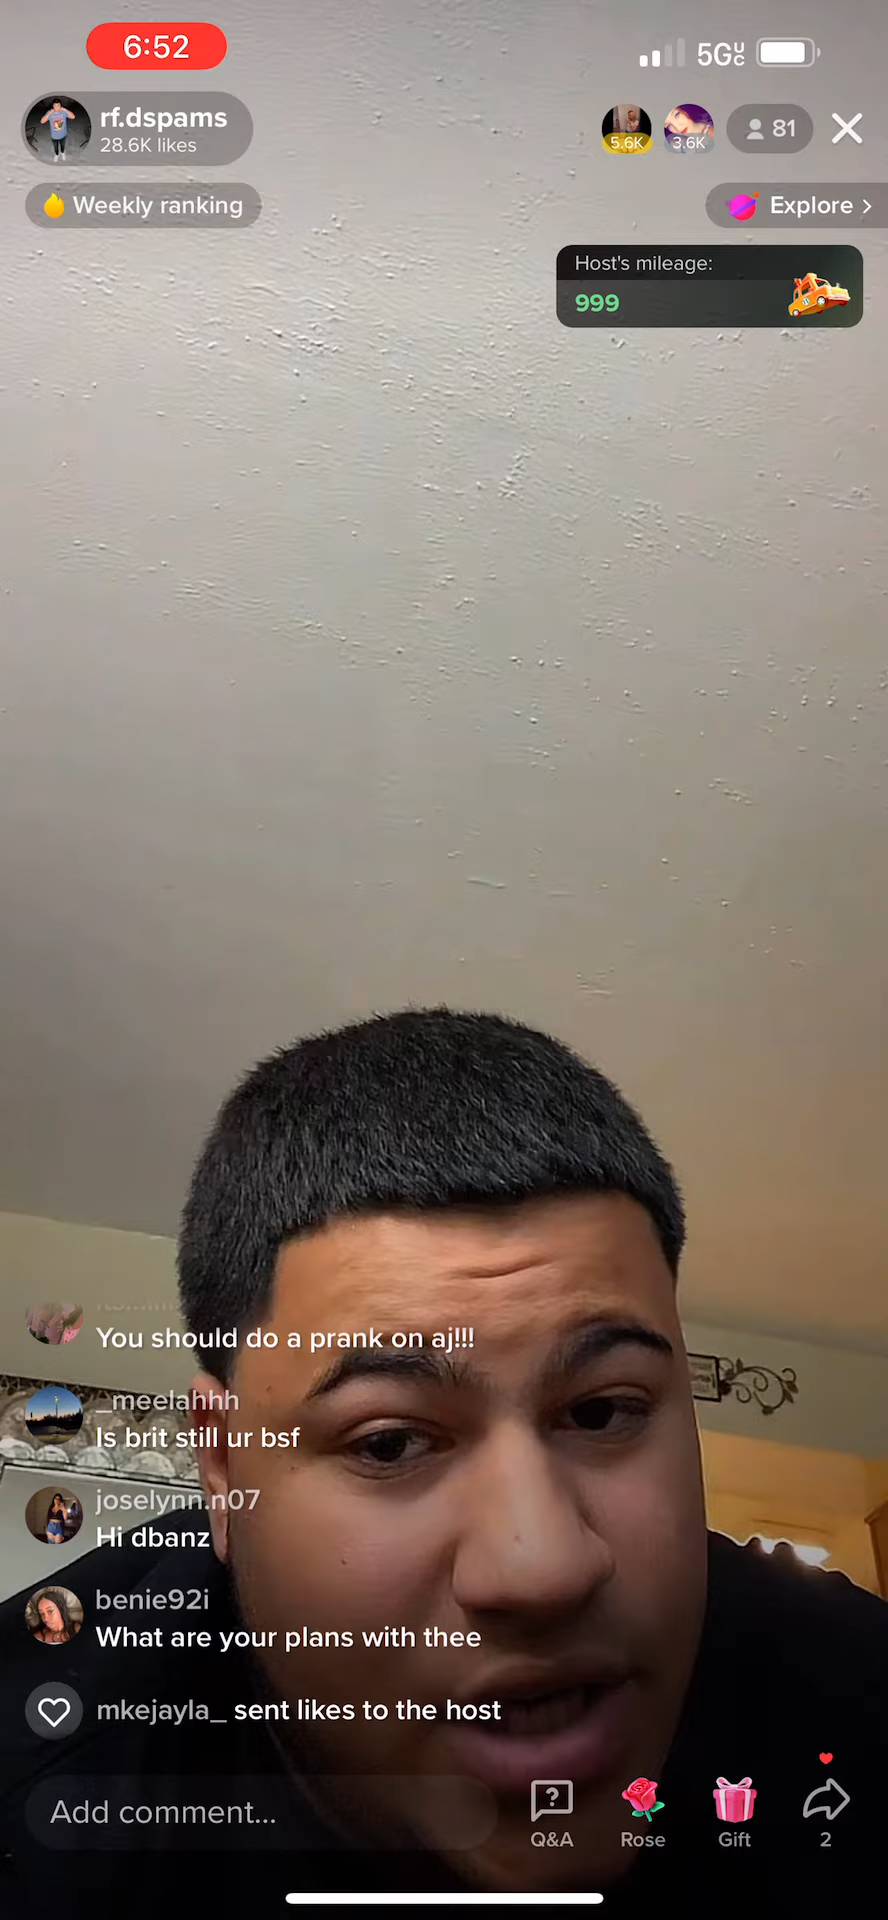 6:52
5G UC
rf.dspams
28.6K likes
5.6K
3.6K
81
Weekly ranking
Explore >
Host's mileage:
999
You should do a prank on aj!!!
_meelahhh
Is brit still ur bsf
joselynn.n07
Hi dbanz
benie92i
What are your plans with thee
mkejayla_ sent likes to the host
Add comment...
Q&A
Rose
Gift
2